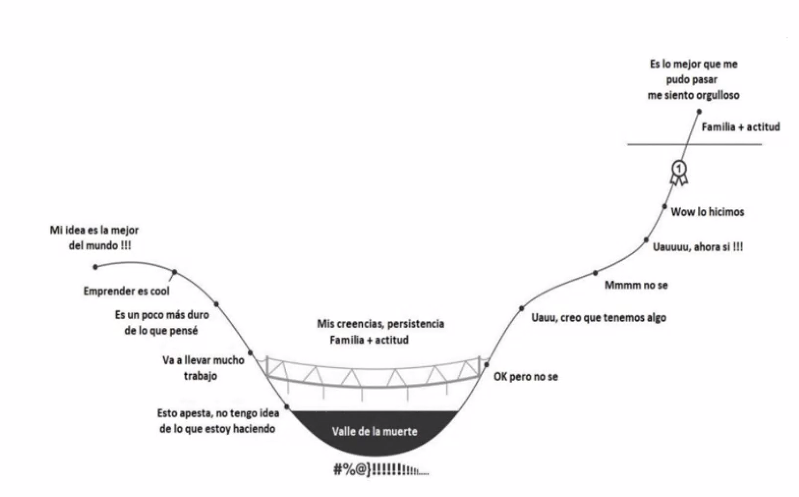 Es lo mejor que me
pudo pasar
me siento orgulloso
Familia + actitud
1
Wow lo hicimos
Mi idea es la mejor
del mundo !!!
Uauuuu, ahora si !!!
Emprender es cool
Mmmm no se
Es un poco más duro
de lo que pensé
Uauu, creo que tenemos algo
Mis creencias, persistencia
Familia + actitud
Va a llevar mucho
trabajo
OK pero no se
Esto apesta, no tengo idea
de lo que estoy haciendo
Valle de la muerte
#%@}!!!!!!!!!!!!....